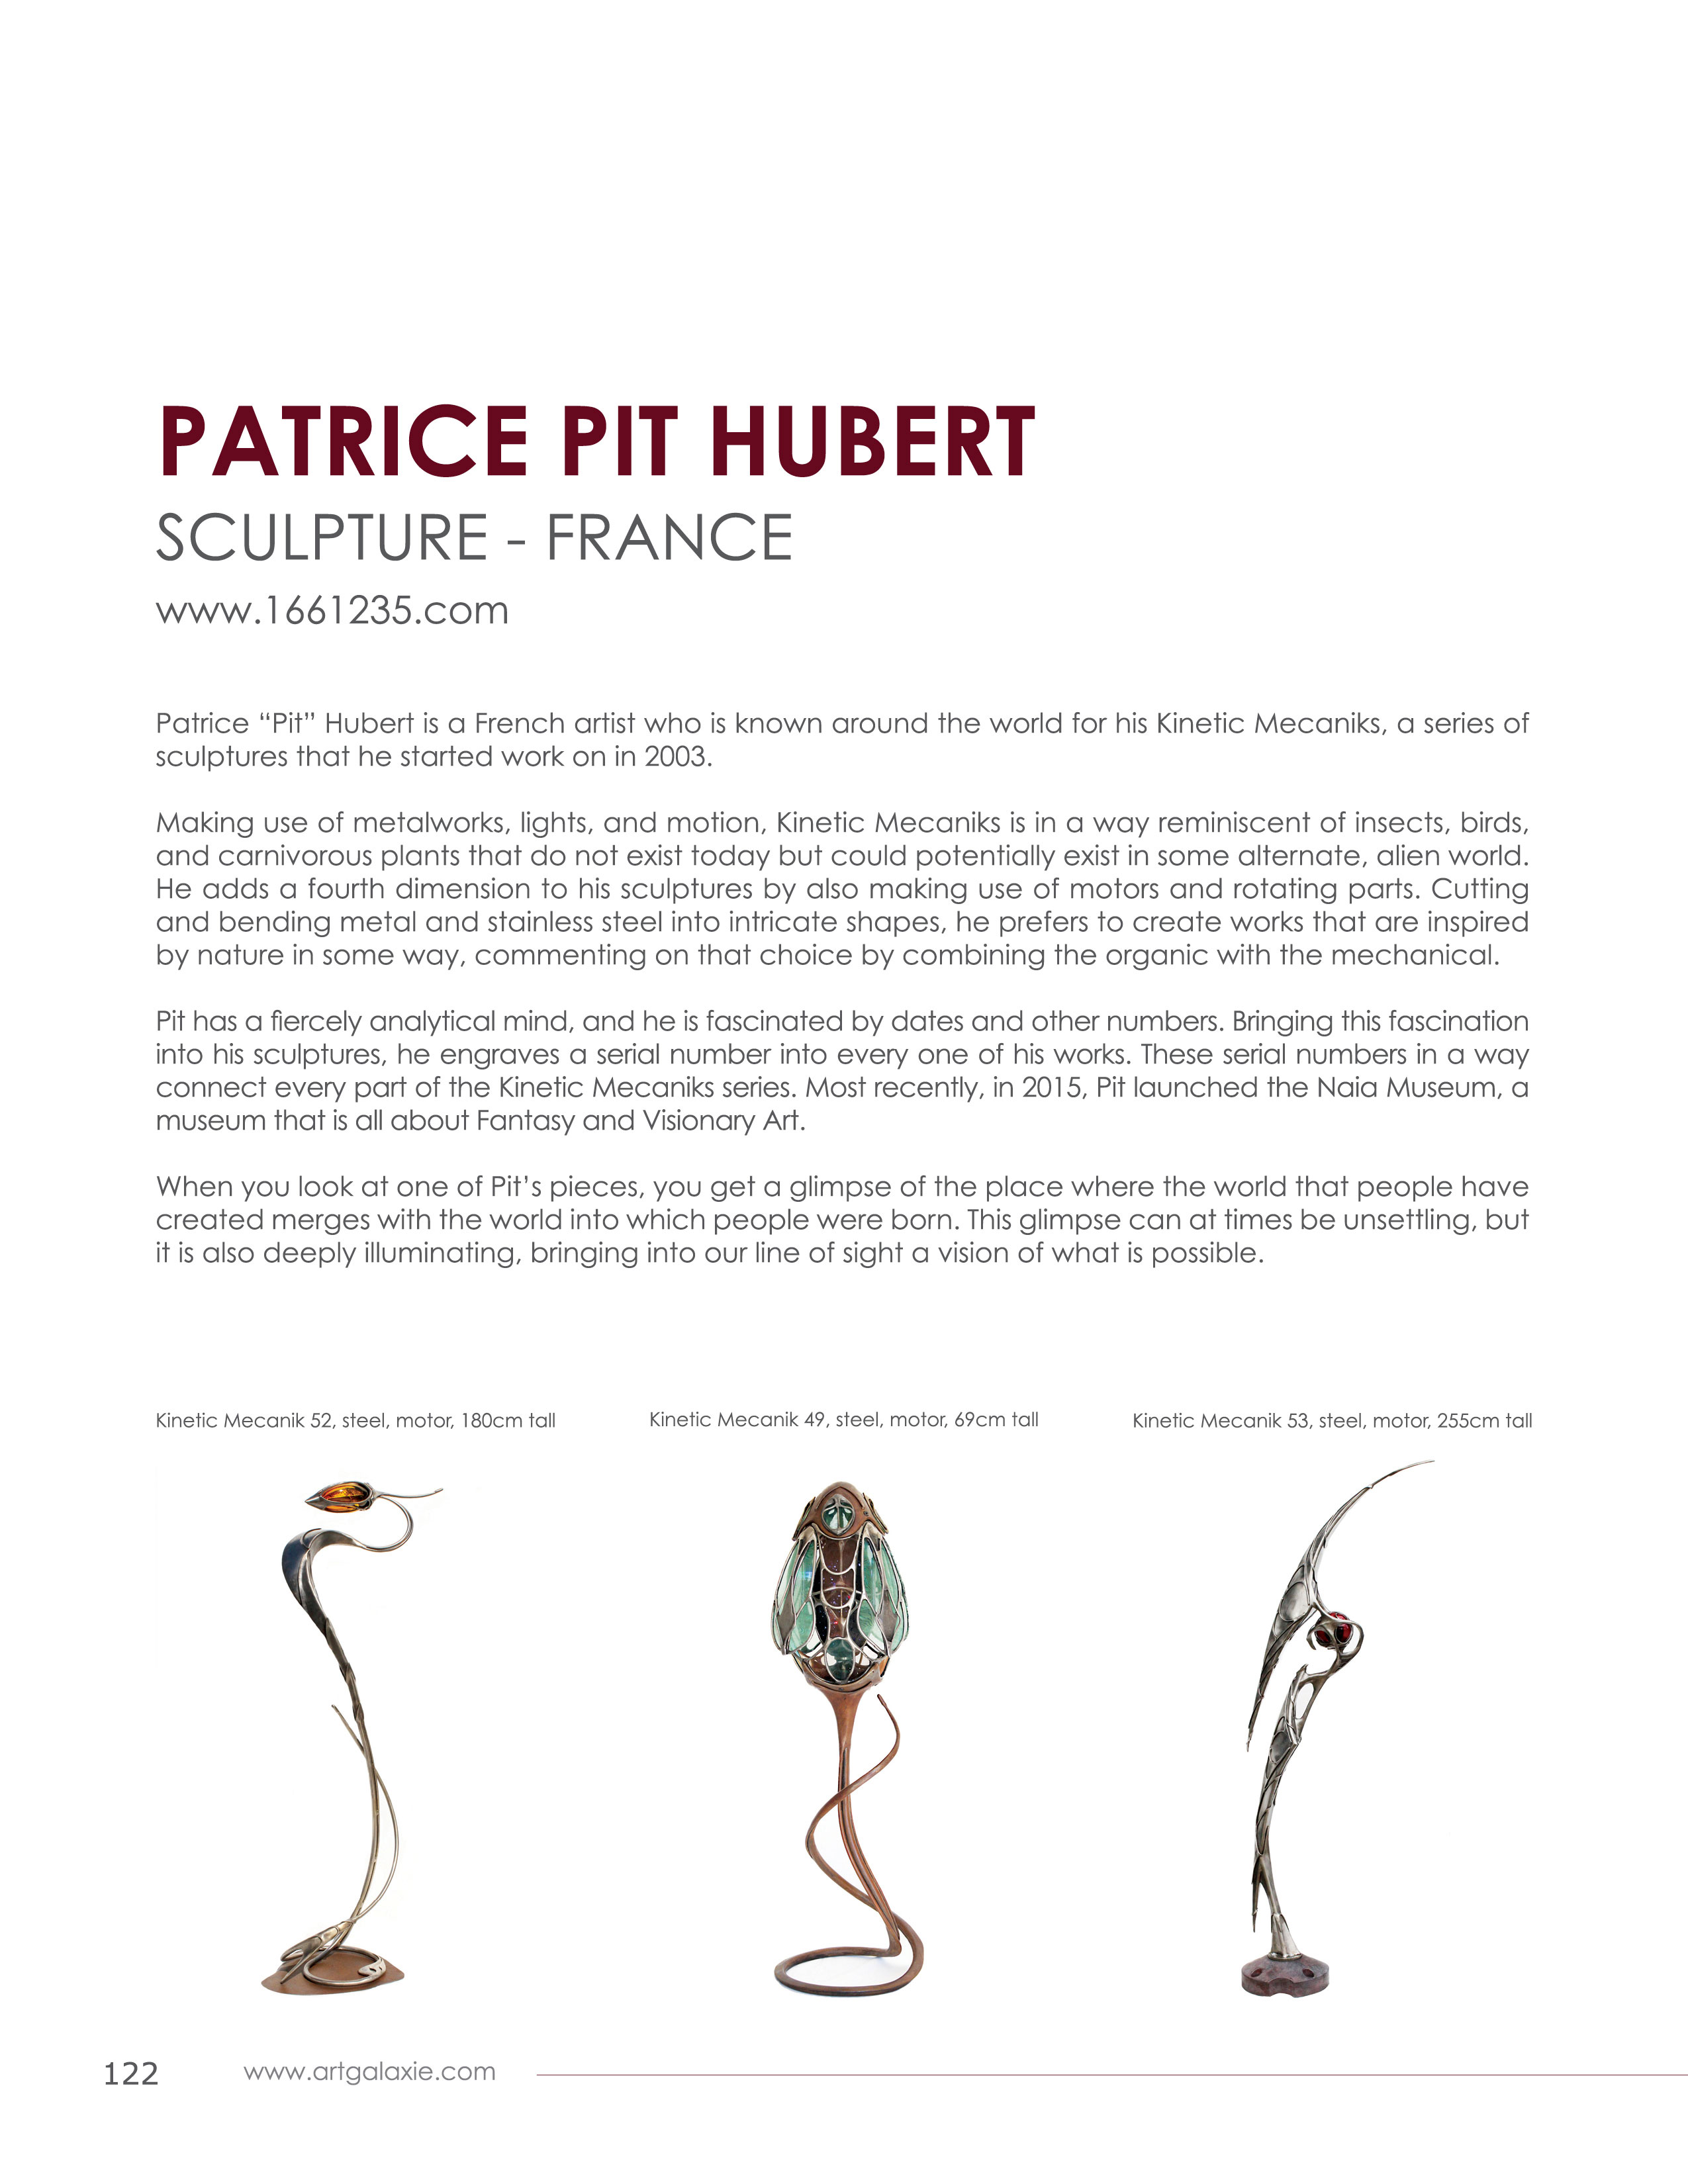 PATRICE PIT HUBERT
SCULPTURE - FRANCE
www.1661235.com
Patrice “Pit” Hubert is a French artist who is known around the world for his Kinetic Mecaniks, a series of
sculptures that he started work on in 2003.
Making use of metalworks, lights, and motion, Kinetic Mecaniks is in a way reminiscent of insects, birds,
and carnivorous plants that do not exist today but could potentially exist in some alternate, alien world.
He adds a fourth dimension to his sculptures by also making use of motors and rotating parts. Cutting
and bending metal and stainless steel into intricate shapes, he prefers to create works that are inspired
by nature in some way, commenting on that choice by combining the organic with the mechanical.
Pit has a fiercely analytical mind, and he is fascinated by dates and other numbers. Bringing this fascination
into his sculptures, he engraves a serial number into every one of his works. These serial numbers in a way
connect every part of the Kinetic Mecaniks series. Most recently, in 2015, Pit launched the Naia Museum, a
museum that is all about Fantasy and Visionary Art.
When you look at one of Pit’s pieces, you get a glimpse of the place where the world that people have
created merges with the world into which people were born. This glimpse can at times be unsettling, but
it is also deeply illuminating, bringing into our line of sight a vision of what is possible.
Kinetic Mecanik 52, steel, motor, 180cm tall
Kinetic Mecanik 49, steel, motor, 69cm tall
Kinetic Mecanik 53, steel, motor, 255cm tall
122
www.artgalaxie.com